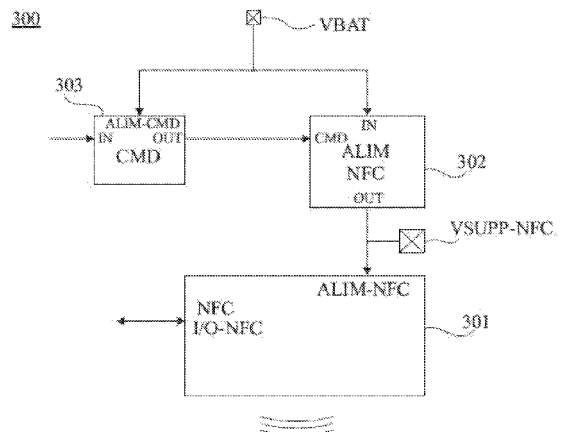 300
VBAT
303
ALIM-CMD
IN OUT
CMD
IN
CMD
ALIM
NFC
OUT
302
VSUPP-NFC
ALIM-NFC
NFC
I/O-NFC
301